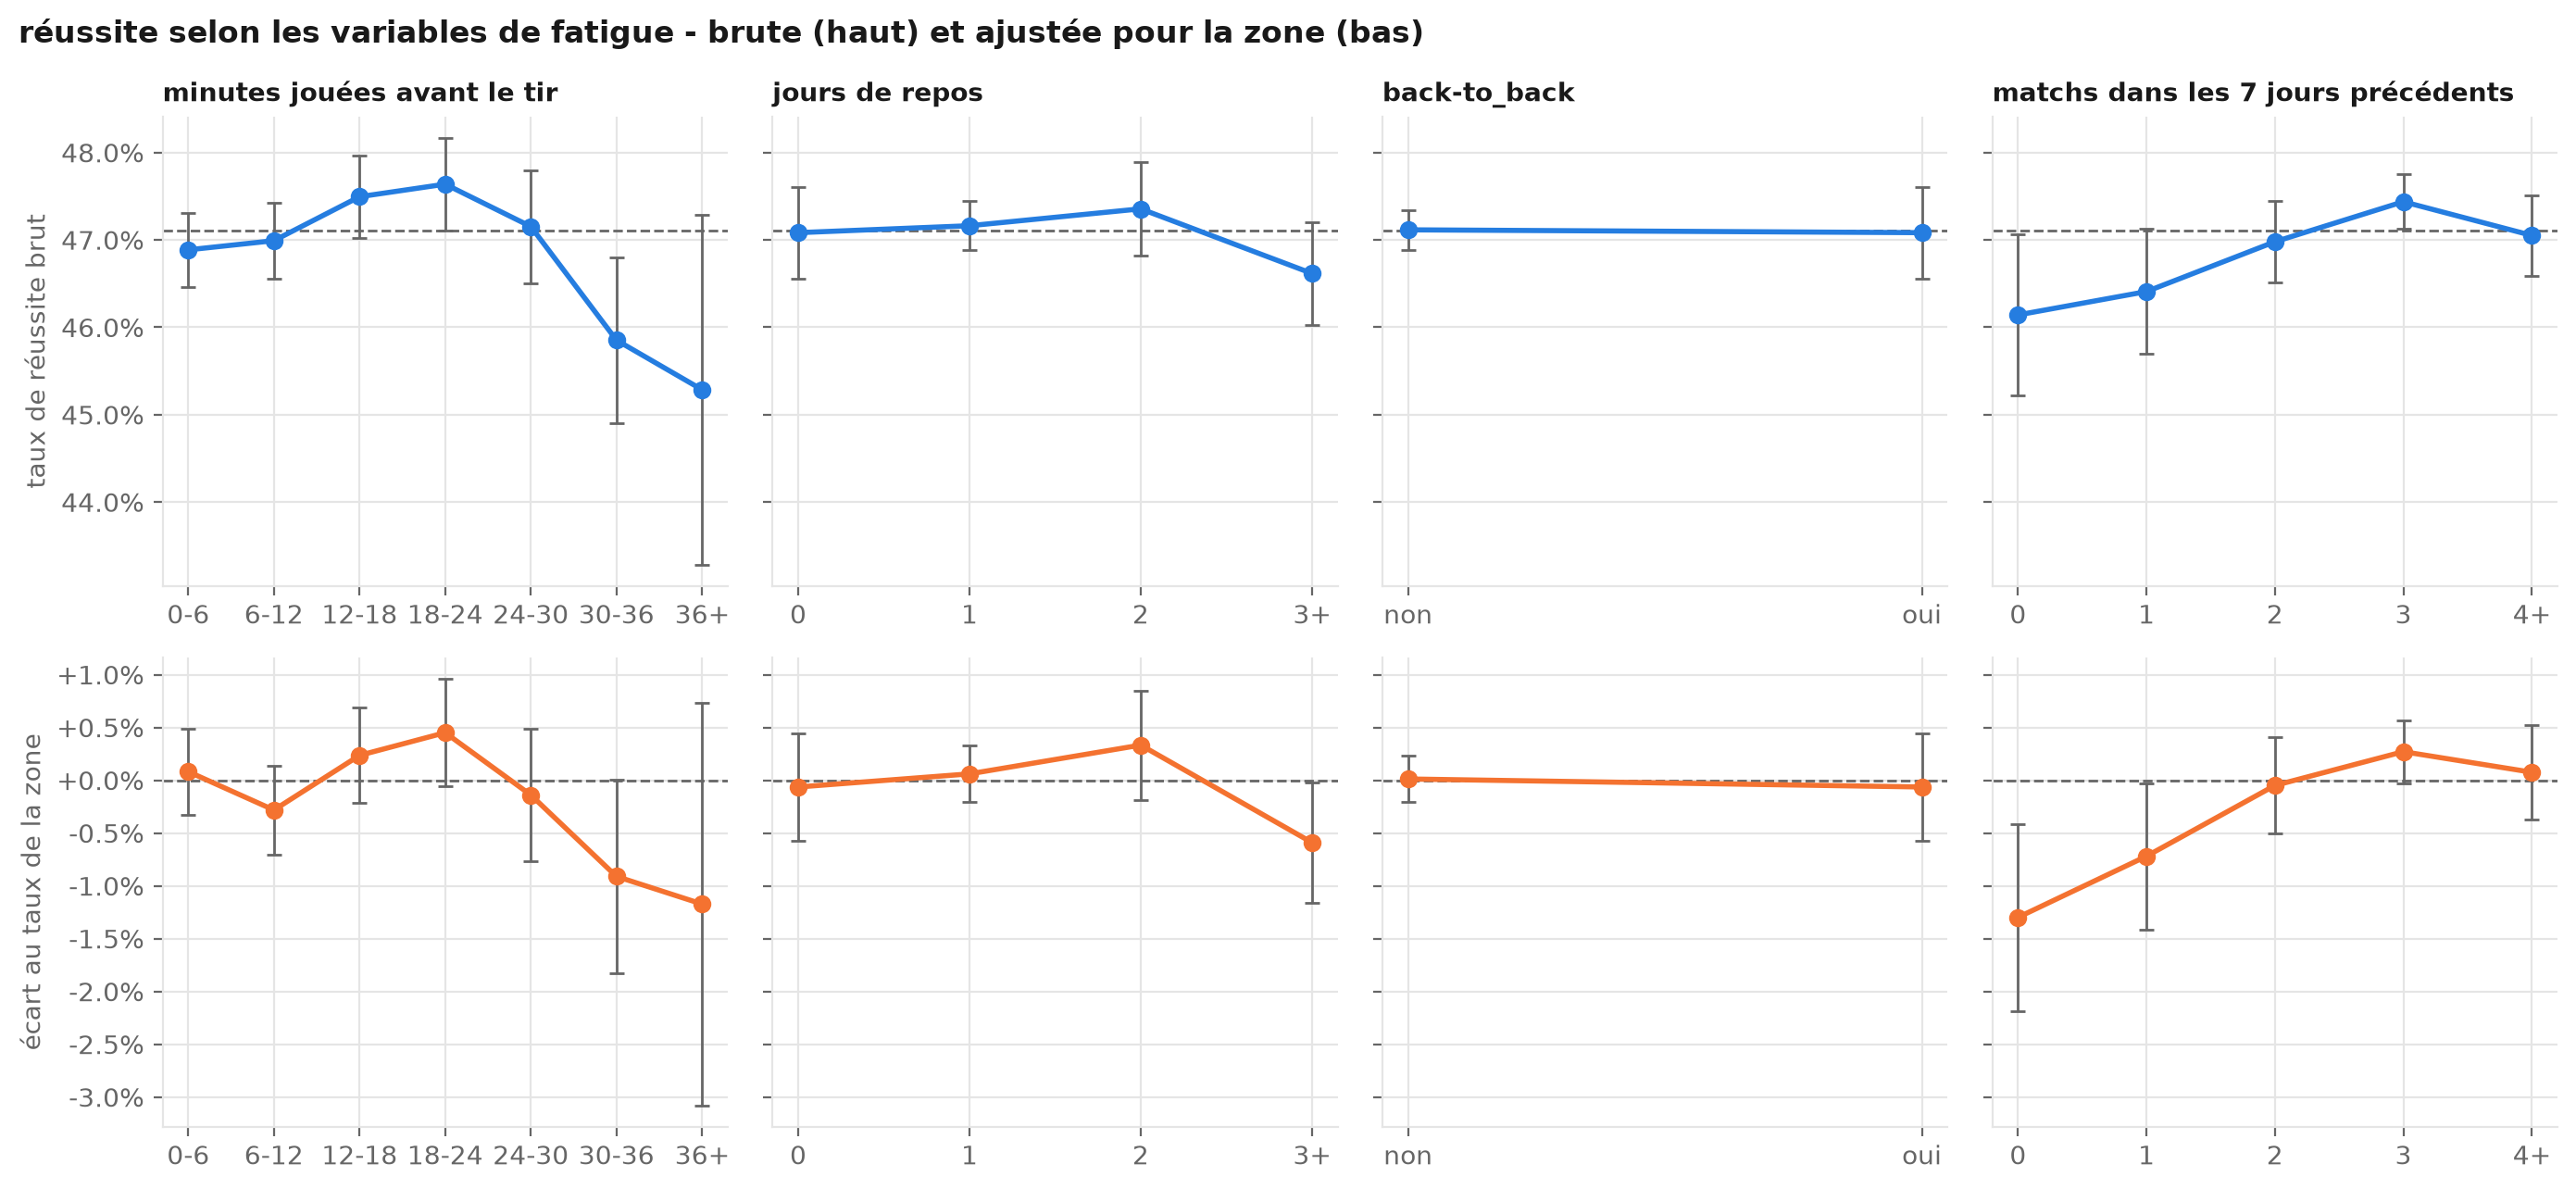 réussite selon les variables de fatigue - brute (haut) et ajustée pour la zone (bas)
minutes jouées avant le tir
jours de repos
back-to_back
matchs dans les 7 jours précédents
taux de réussite brut
48.0%
47.0%
46.0%
45.0%
44.0%
0-6 6-12 12-18 18-24 24-30 30-36 36+
0 1 2 3+
non oui
0 1 2 3 4+
écart au taux de la zone
+1.0%
+0.5%
+0.0%
-0.5%
-1.0%
-1.5%
-2.0%
-2.5%
-3.0%
0-6 6-12 12-18 18-24 24-30 30-36 36+
0 1 2 3+
non oui
0 1 2 3 4+